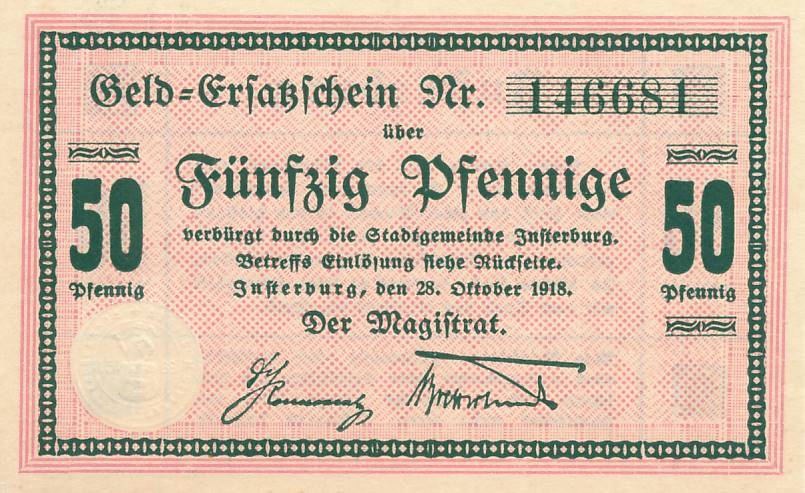 Geld-Ersatzschein Nr. 146681
über
Fünfzig Pfennige
50 Pfennig
50 Pfennig
verbürgt durch die Stadtgemeinde Insterburg.
Betreffs Einlösung siehe Rückseite.
Insterburg, den 28. Oktober 1918.
Der Magistrat.